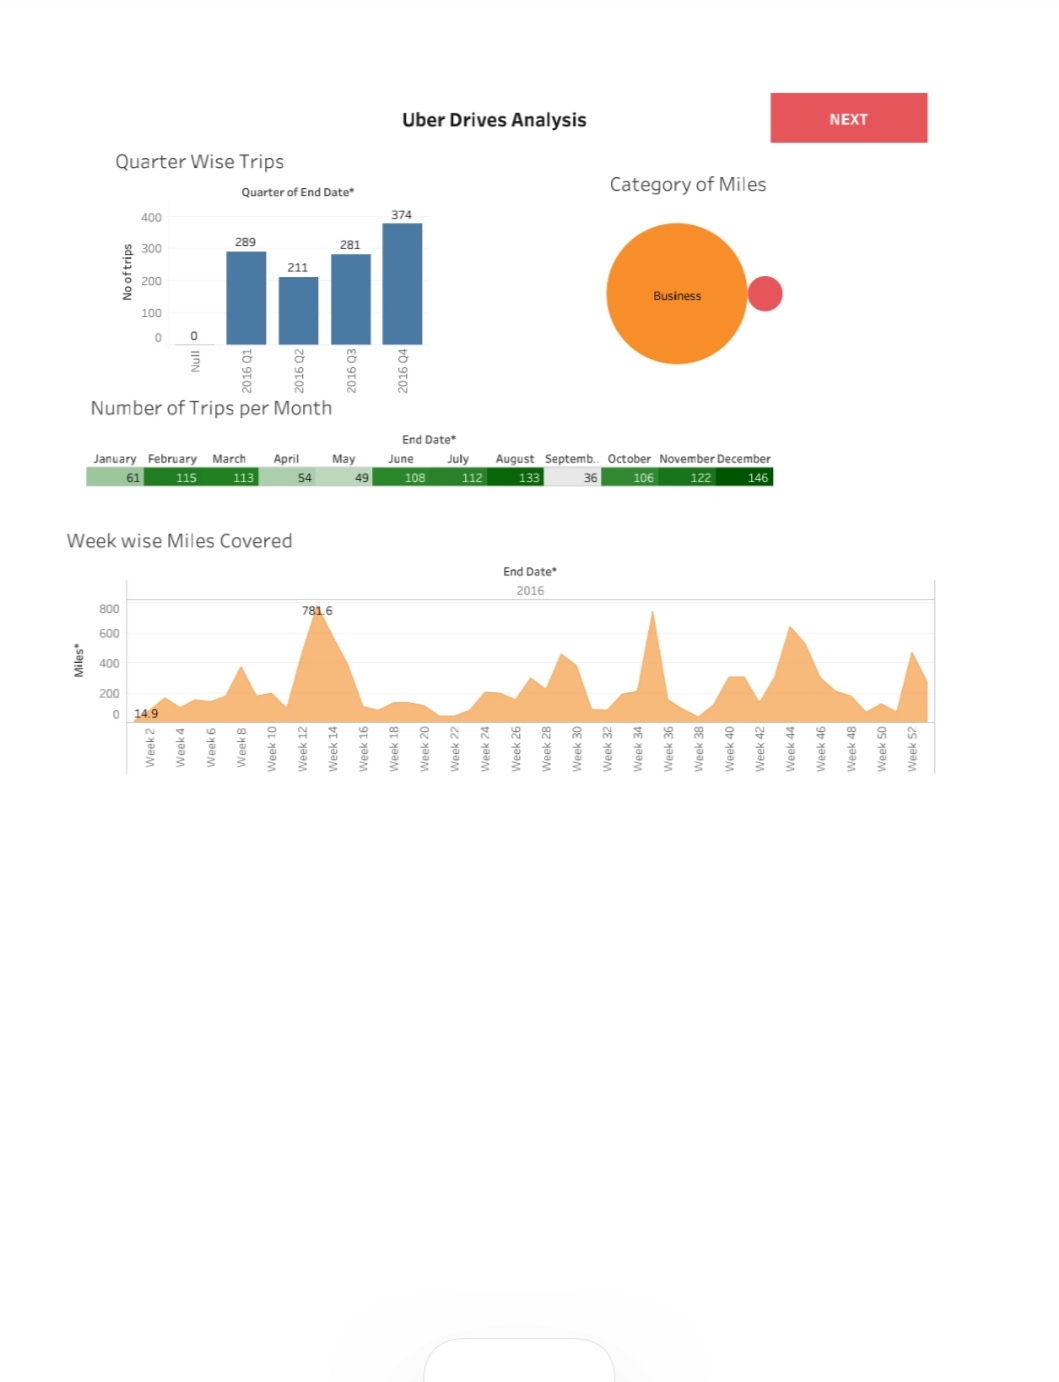 Uber Drives Analysis
NEXT
Quarter Wise Trips
Category of Miles
Quarter of End Date*
No of trips
400
300
200
100
0
0
289
211
281
374
Null
2016 Q1
2016 Q2
2016 Q3
2016 Q4
Business
Number of Trips per Month
End Date*
January February March April May June July August Septemb.. October November December
61 115 113 54 49 108 112 133 36 106 122 146
Week wise Miles Covered
End Date*
2016
Miles*
800
600
400
200
0
781.6
14.9
Week 2
Week 4
Week 6
Week 8
Week 10
Week 12
Week 14
Week 16
Week 18
Week 20
Week 22
Week 24
Week 26
Week 28
Week 30
Week 32
Week 34
Week 36
Week 38
Week 40
Week 42
Week 44
Week 46
Week 48
Week 50
Week 52